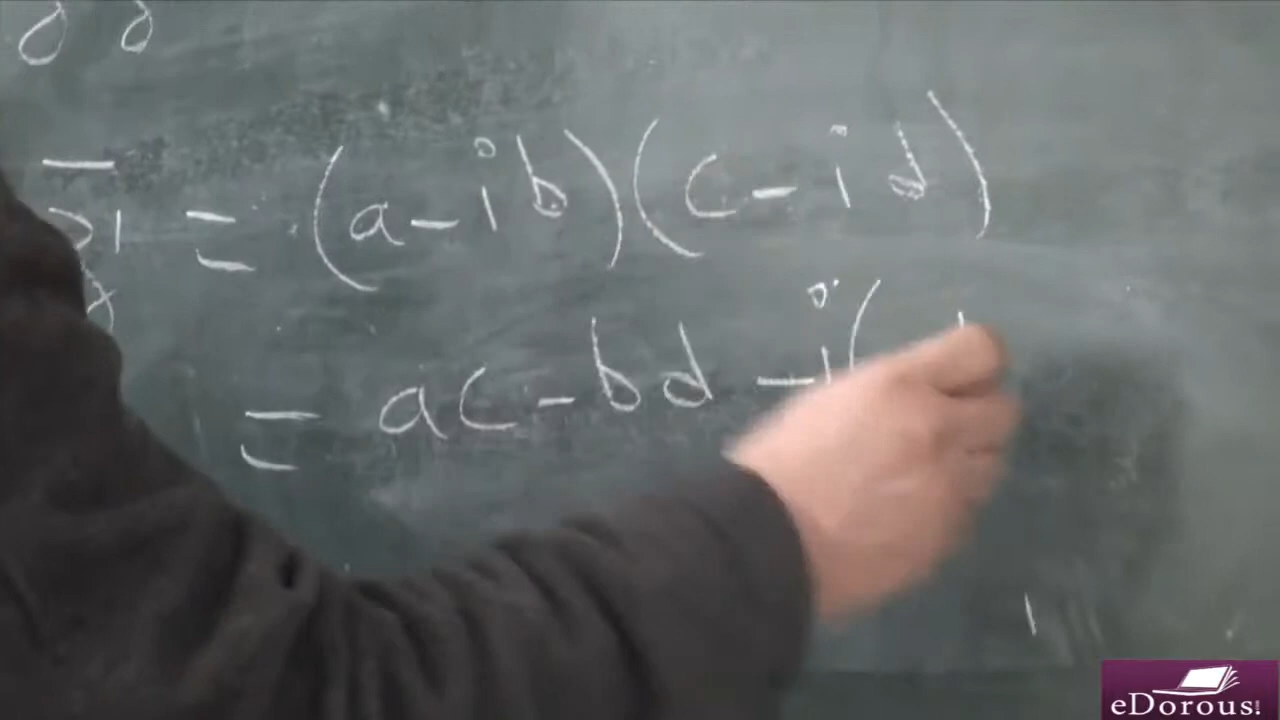 = (a-ib)(c-id)
= ac-bd-i(
eDorous!